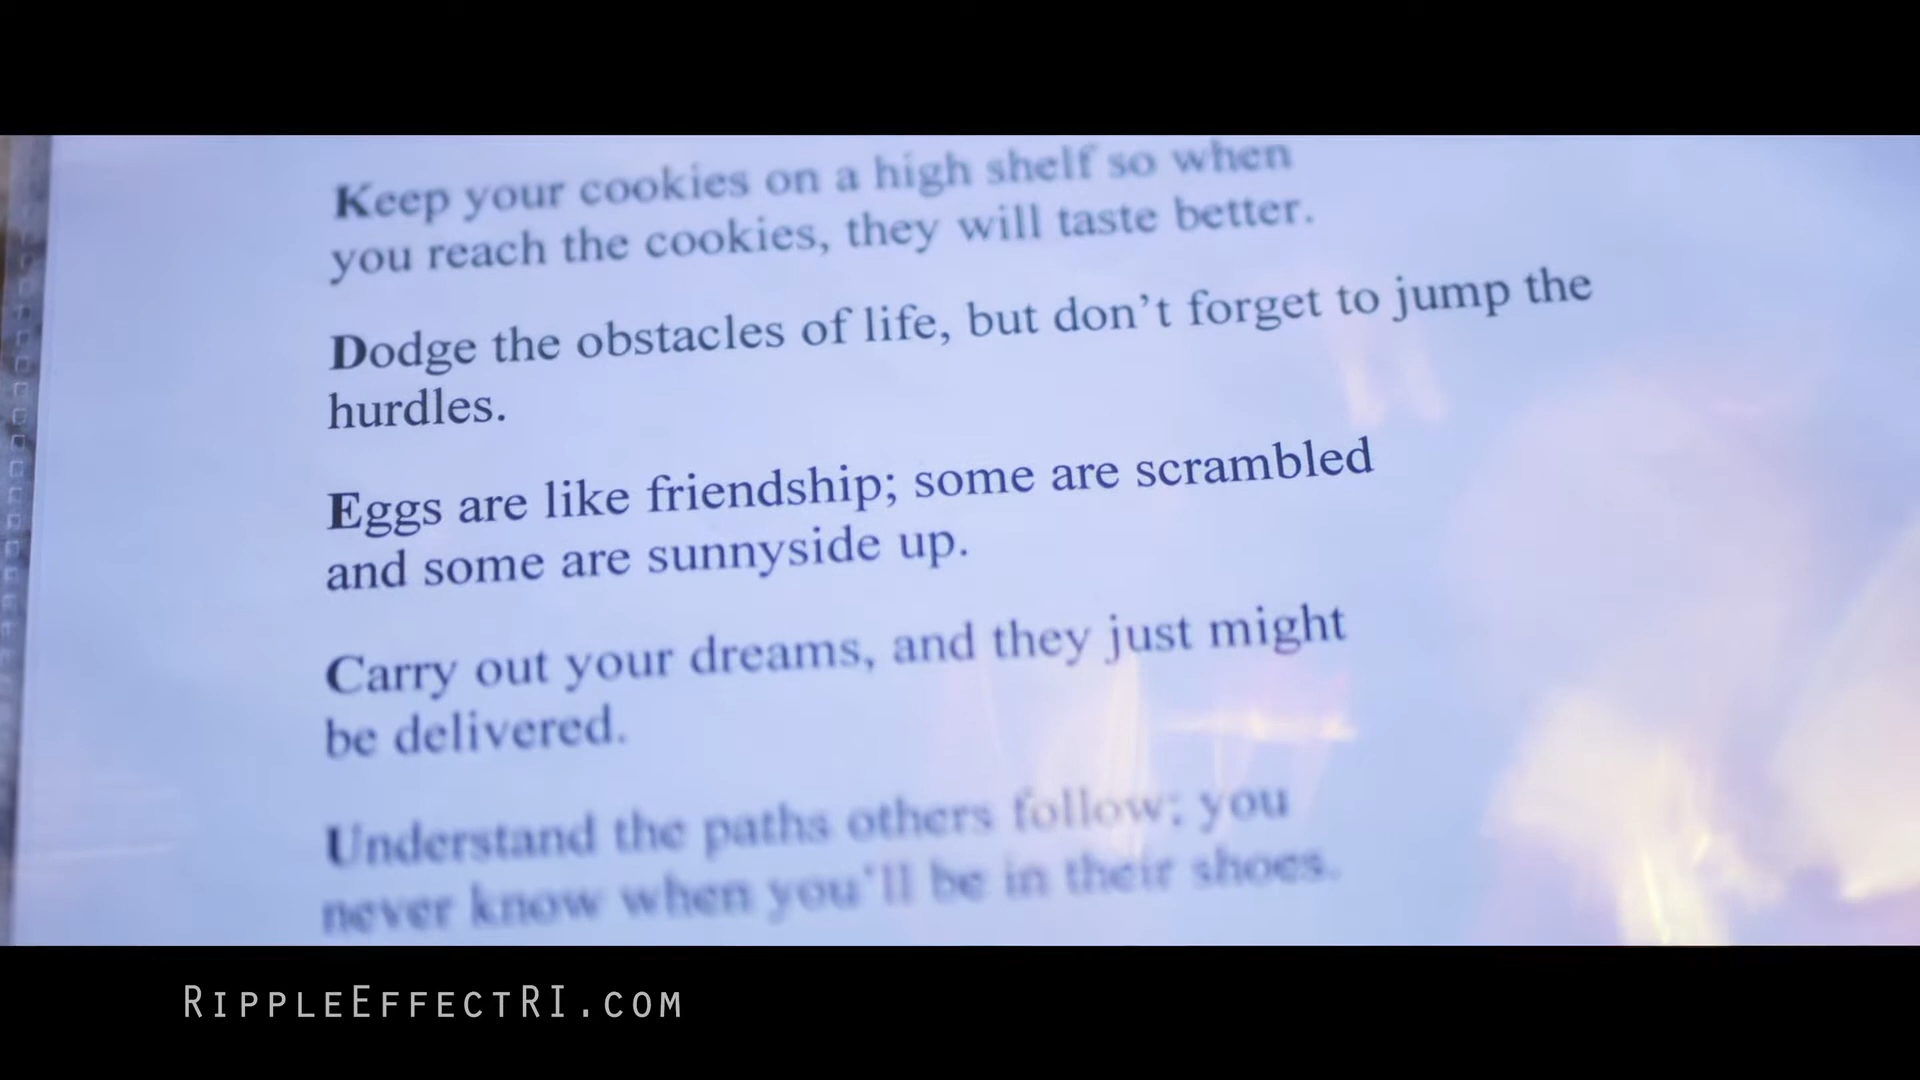 Keep your cookies on a high shelf so when
you reach the cookies, they will taste better.
Dodge the obstacles of life, but don't forget to jump the
hurdles.
Eggs are like friendship; some are scrambled
and some are sunnyside up.
Carry out your dreams, and they just might
be delivered.
Understand the paths others follow; you
never know when you'll be in their shoes.
RippleEffectRI.com